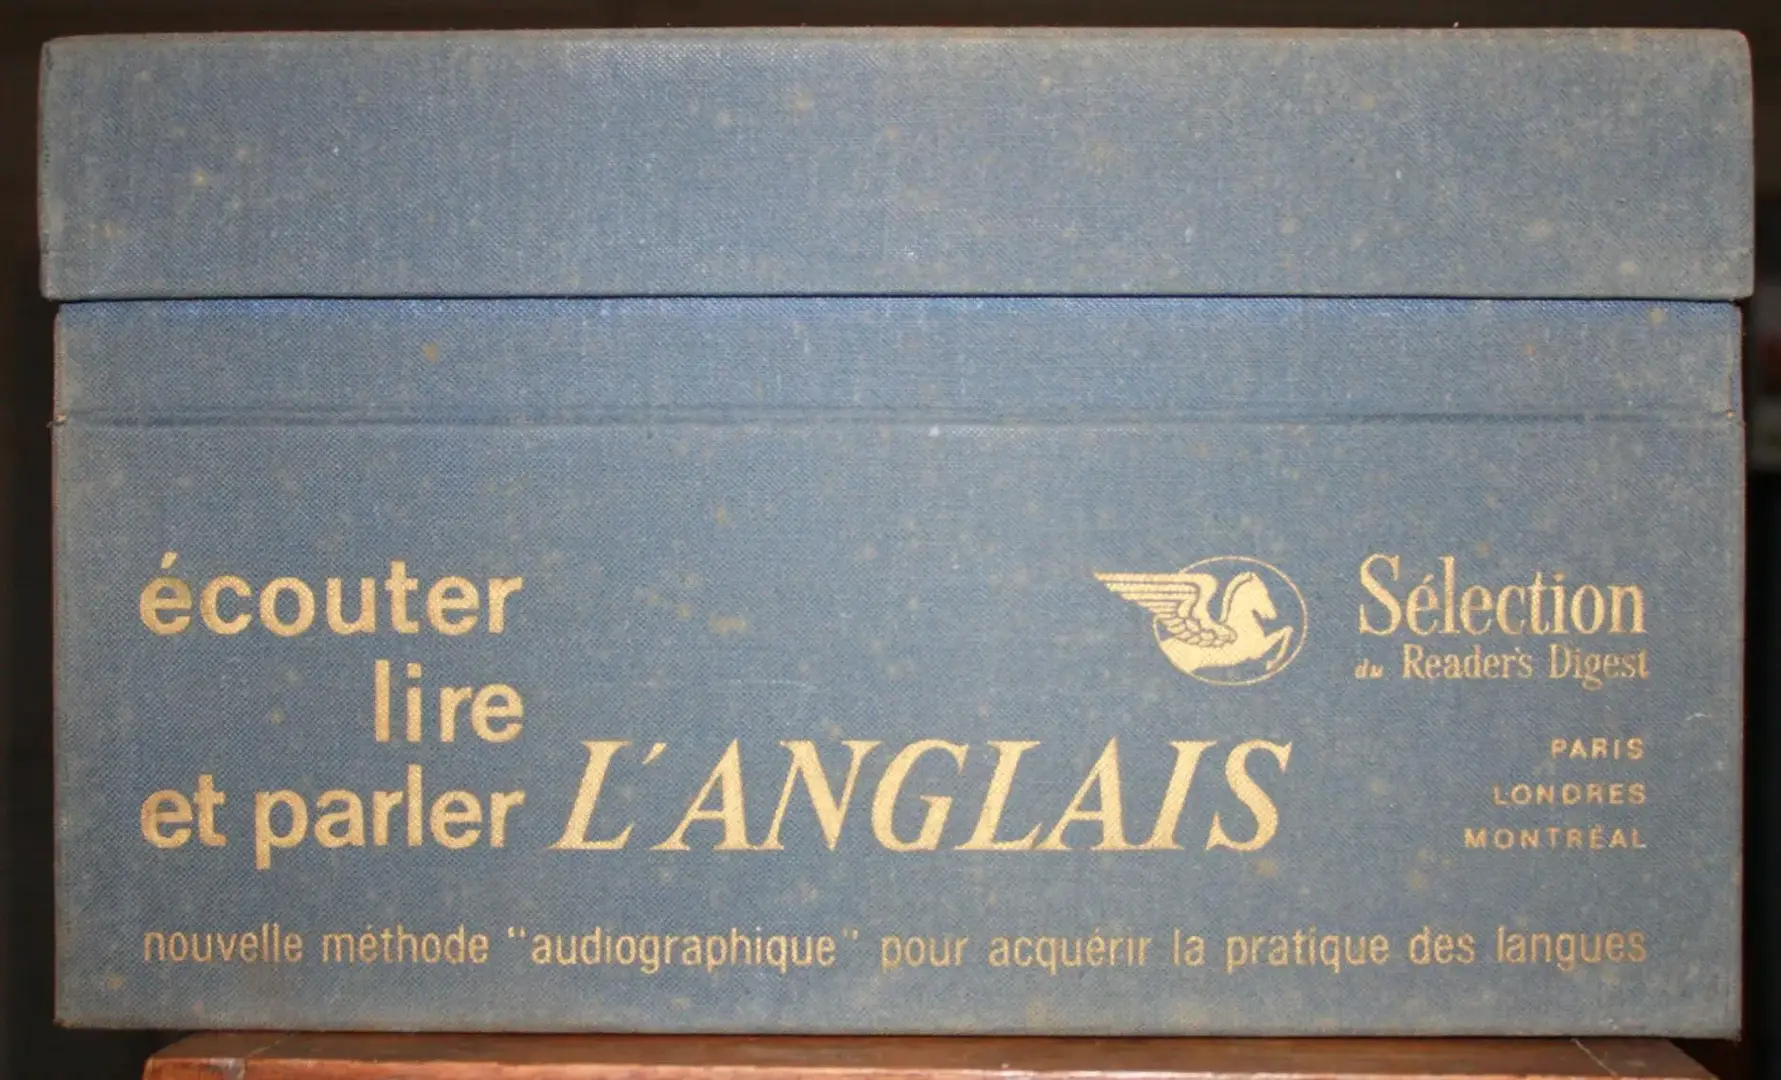 écouter
lire
et parler L'ANGLAIS
Sélection
du Reader's Digest
PARIS
LONDRES
MONTRÉAL
nouvelle méthode "audiographique" pour acquérir la pratique des langues